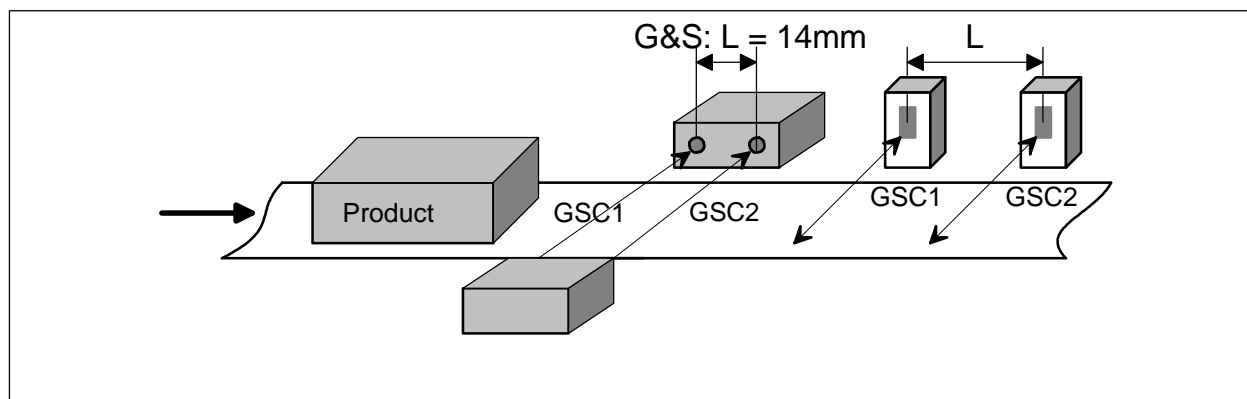 G&S: L = 14mm
L
Product
GSC1
GSC2
GSC1
GSC2